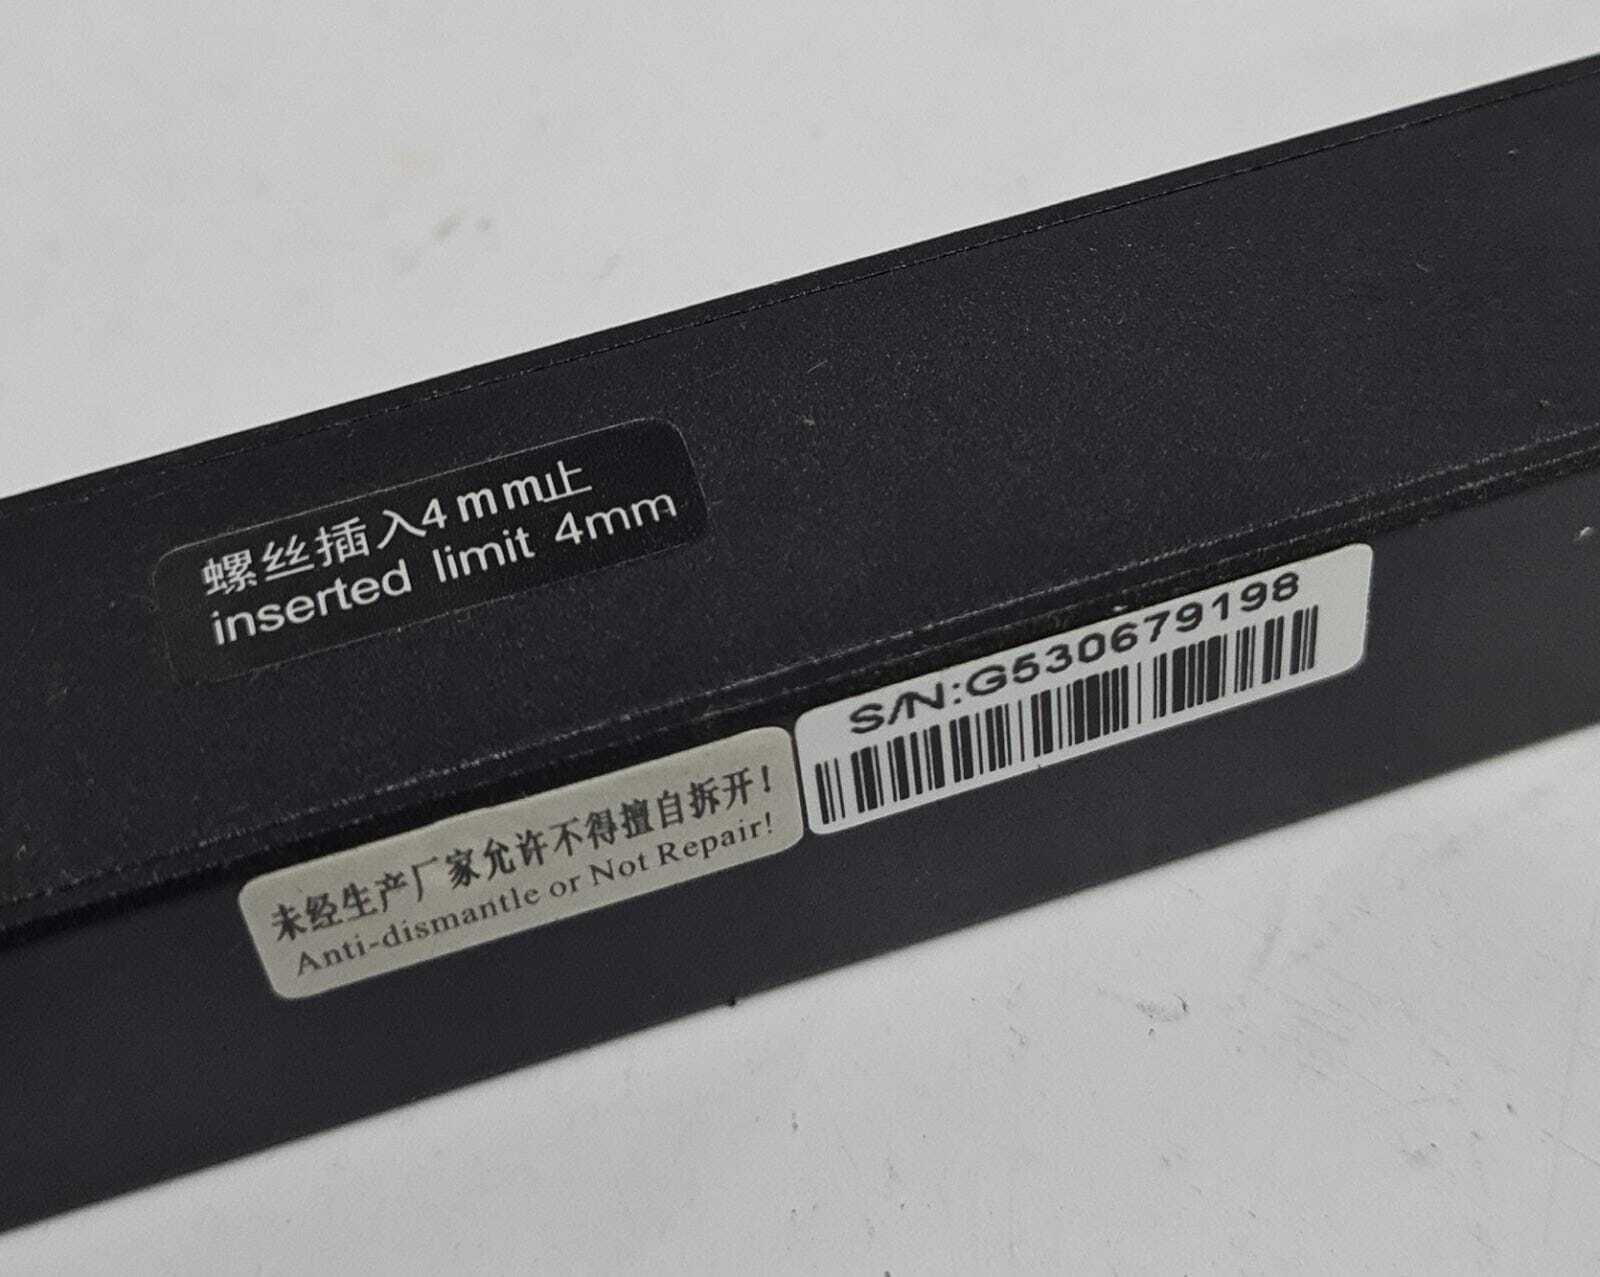 螺丝插入4mm止
inserted limit 4mm
S/N:G530679198
未经生产厂家允许不得擅自拆开!
Anti-dismantle or Not Repair!